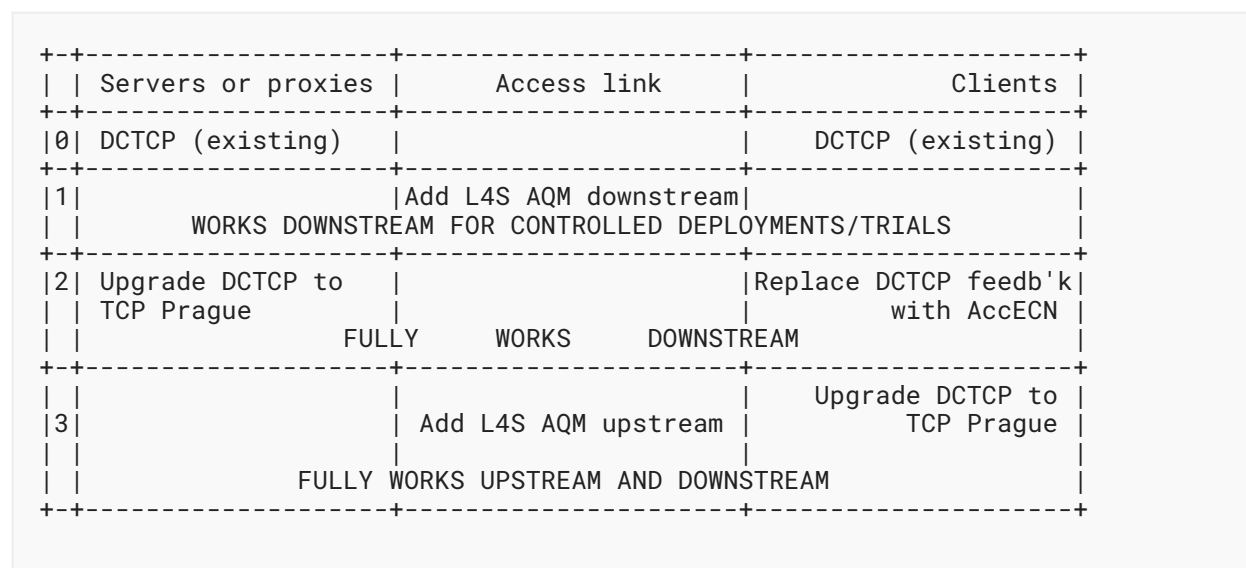 +-+--------------------+----------------------+---------------------+
| | Servers or proxies |      Access link     |             Clients |
+-+--------------------+----------------------+---------------------+
|0| DCTCP (existing)   |                      |    DCTCP (existing) |
+-+--------------------+----------------------+---------------------+
|1|                    |Add L4S AQM downstream|                     |
| |       WORKS DOWNSTREAM FOR CONTROLLED DEPLOYMENTS/TRIALS        |
+-+--------------------+----------------------+---------------------+
|2| Upgrade DCTCP to   |                      |Replace DCTCP feedb'k|
| | TCP Prague         |                      |         with AccECN |
| |                 FULLY     WORKS     DOWNSTREAM                  |
+-+--------------------+----------------------+---------------------+
| |                    |                      |    Upgrade DCTCP to |
|3|                    | Add L4S AQM upstream |          TCP Prague |
| |                    |                      |                     |
| |              FULLY WORKS UPSTREAM AND DOWNSTREAM                |
+-+--------------------+----------------------+---------------------+